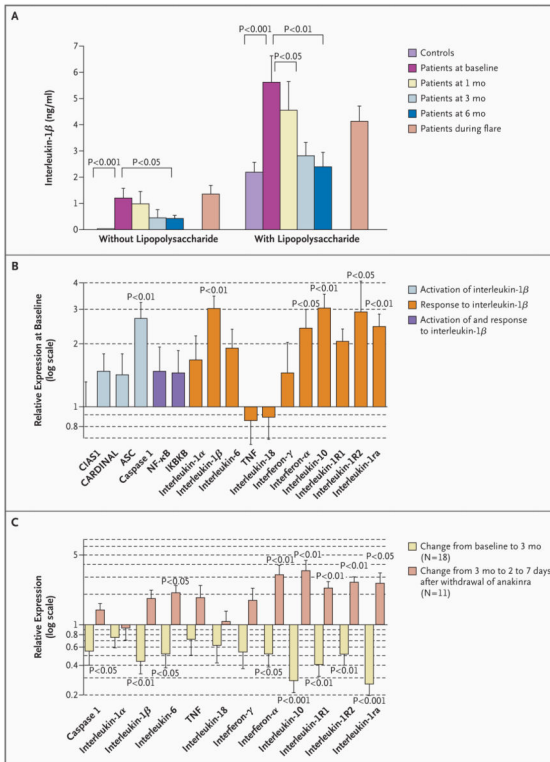 A
P<0.001
P<0.01
P<0.05
P<0.001
P<0.05
Interleukin-1β (ng/ml)
7
6
5
4
3
2
1
0
Without Lipopolysaccharide
With Lipopolysaccharide
Controls
Patients at baseline
Patients at 1 mo
Patients at 3 mo
Patients at 6 mo
Patients during flare
B
Relative Expression at Baseline
(log scale)
4
3
2
1
0.8
P<0.01
P<0.01
P<0.05
P<0.01
P<0.05
P<0.01
CIAS1
CARDINAL
ASC
Caspase 1
NF-κB
IKBKB
Interleukin-1α
Interleukin-1β
Interleukin-6
TNF
Interleukin-18
Interferon-γ
Interferon-α
Interleukin-10
Interleukin-1R1
Interleukin-1R2
Interleukin-1ra
Activation of interleukin-1β
Response to interleukin-1β
Activation of and response
to interleukin-1β
C
Relative Expression
(log scale)
5
1
0.8
0.6
0.4
0.2
P<0.05
P<0.01
P<0.01
P<0.01
P<0.01
P<0.05
P<0.05
P<0.01
P<0.05
P<0.001
P<0.01
P<0.01
P<0.001
Caspase 1
Interleukin-1α
Interleukin-1β
Interleukin-6
TNF
Interleukin-18
Interferon-γ
Interferon-α
Interleukin-10
Interleukin-1R1
Interleukin-1R2
Interleukin-1ra
Change from baseline to 3 mo
(N=18)
Change from 3 mo to 2 to 7 days
after withdrawal of anakinra
(N=11)